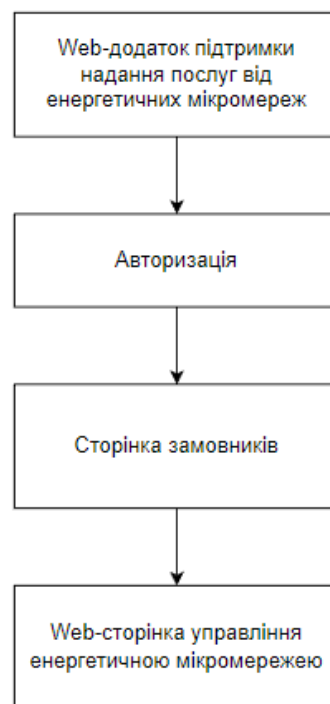 Web-додаток підтримки
надання послуг від
енергетичних мікромереж
Авторизація
Сторінка замовників
Web-сторінка управління
енергетичною мікромережею